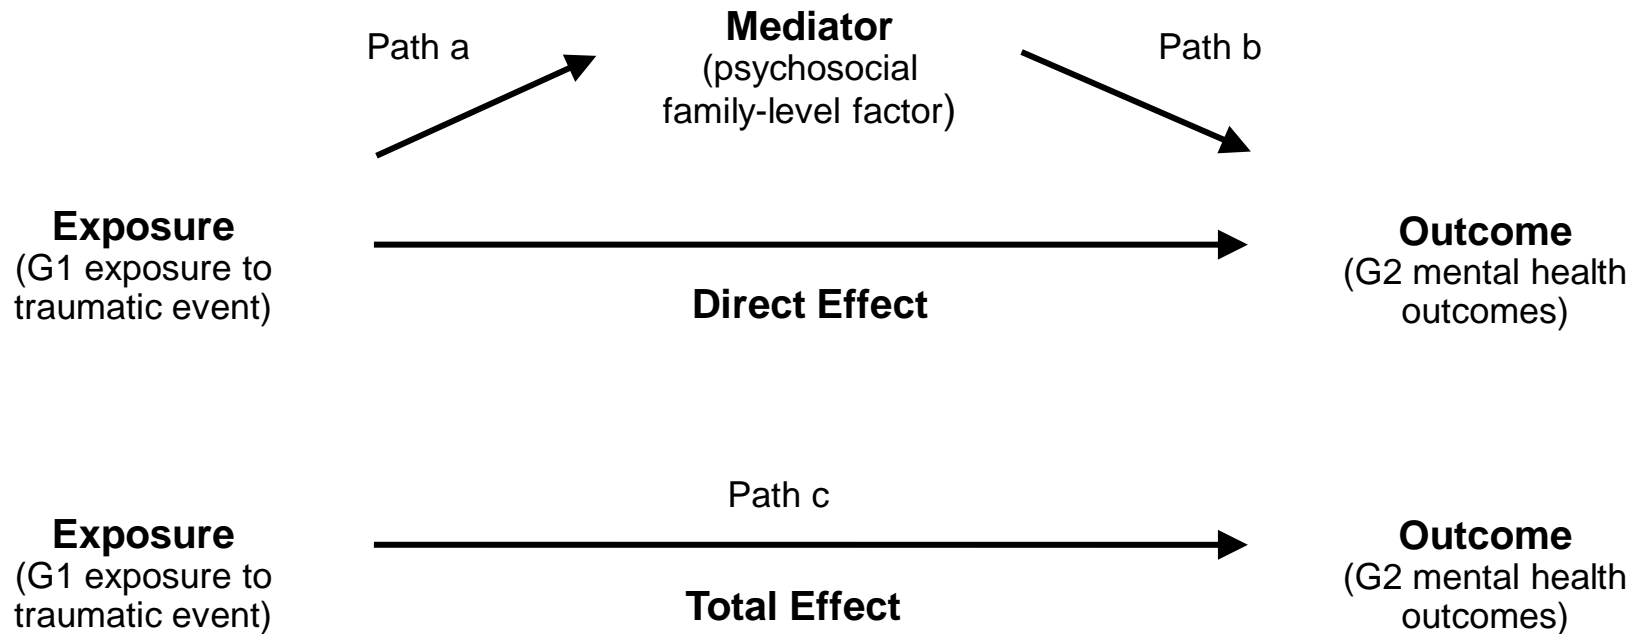 Path a
Mediator
(psychosocial
family-level factor)
Path b
Exposure
(G1 exposure to
traumatic event)
Direct Effect
Outcome
(G2 mental health
outcomes)
Path c
Exposure
(G1 exposure to
traumatic event)
Total Effect
Outcome
(G2 mental health
outcomes)